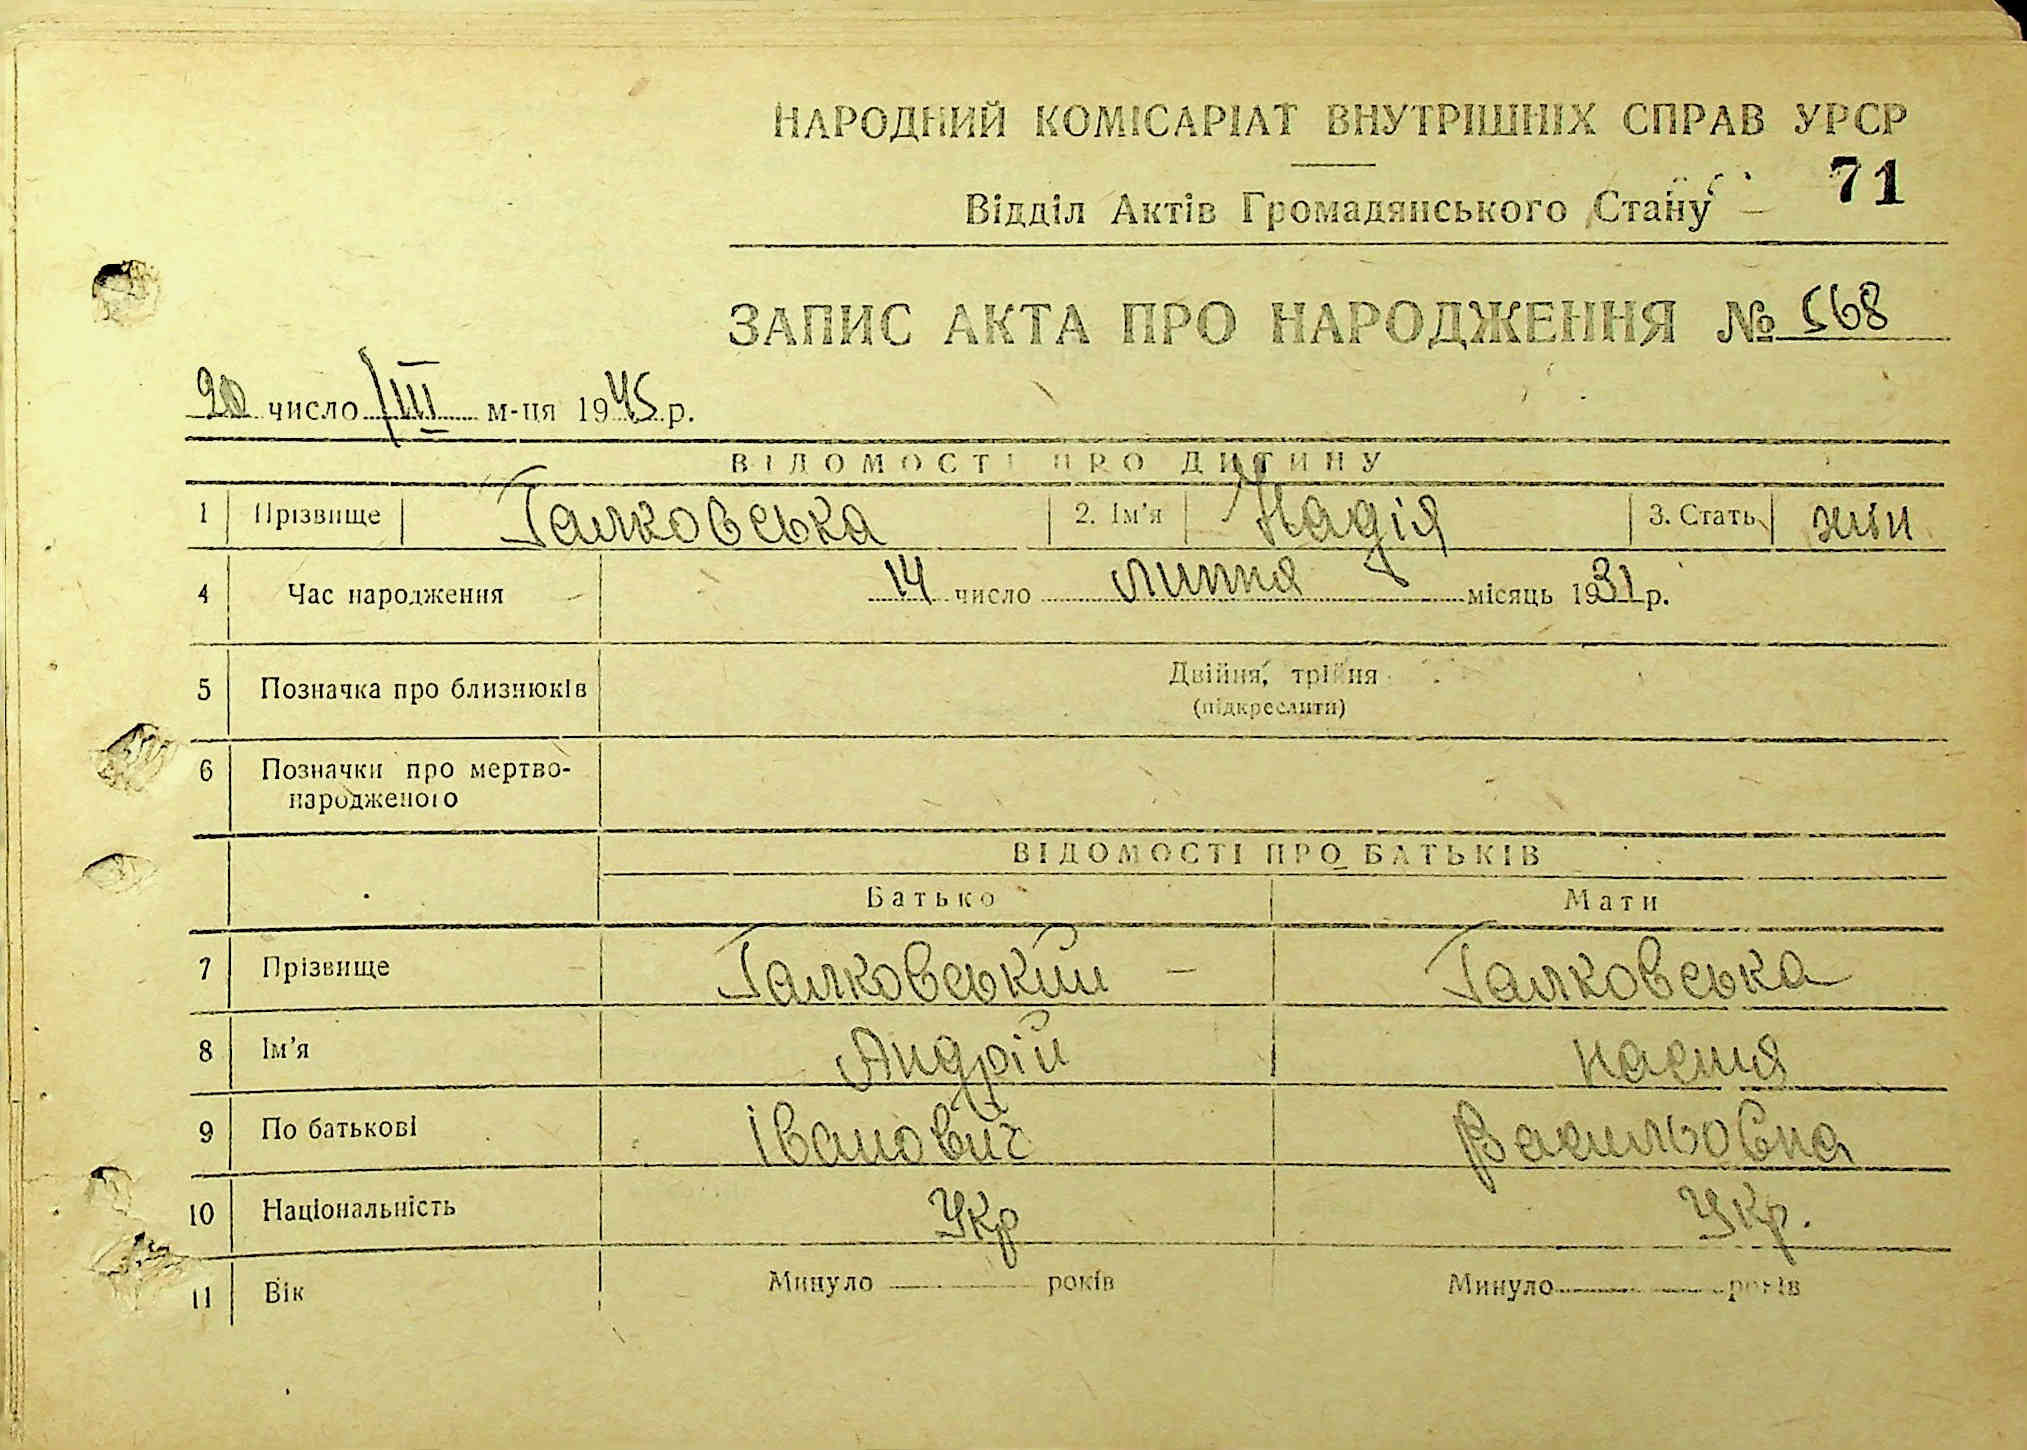 НАРОДНИЙ КОМІСАРІАТ ВНУТРІШНІХ СПРАВ УРСР
71
Відділ Актів Громадянського Стану
ЗАПИС АКТА ПРО НАРОДЖЕННЯ № 568
20 число III м-ця 1945 р.
ВІДОМОСТІ ПРО ДИТИНУ
1 Прізвище Галковська 2. Ім'я Надія 3. Стать жін
4 Час народження 14 число липня місяць 1931 р.
5 Позначка про близнюків Двійня, трійня
(підкреслити)
6 Позначки про мертво-
народженого
ВІДОМОСТІ ПРО БАТЬКІВ
Батько Мати
7 Прізвище Галковський – Галковська
8 Ім'я Андрій Настя
9 По батькові Іванович Васильовна
10 Національність Укр Укр.
11 Вік Минуло років Минуло років